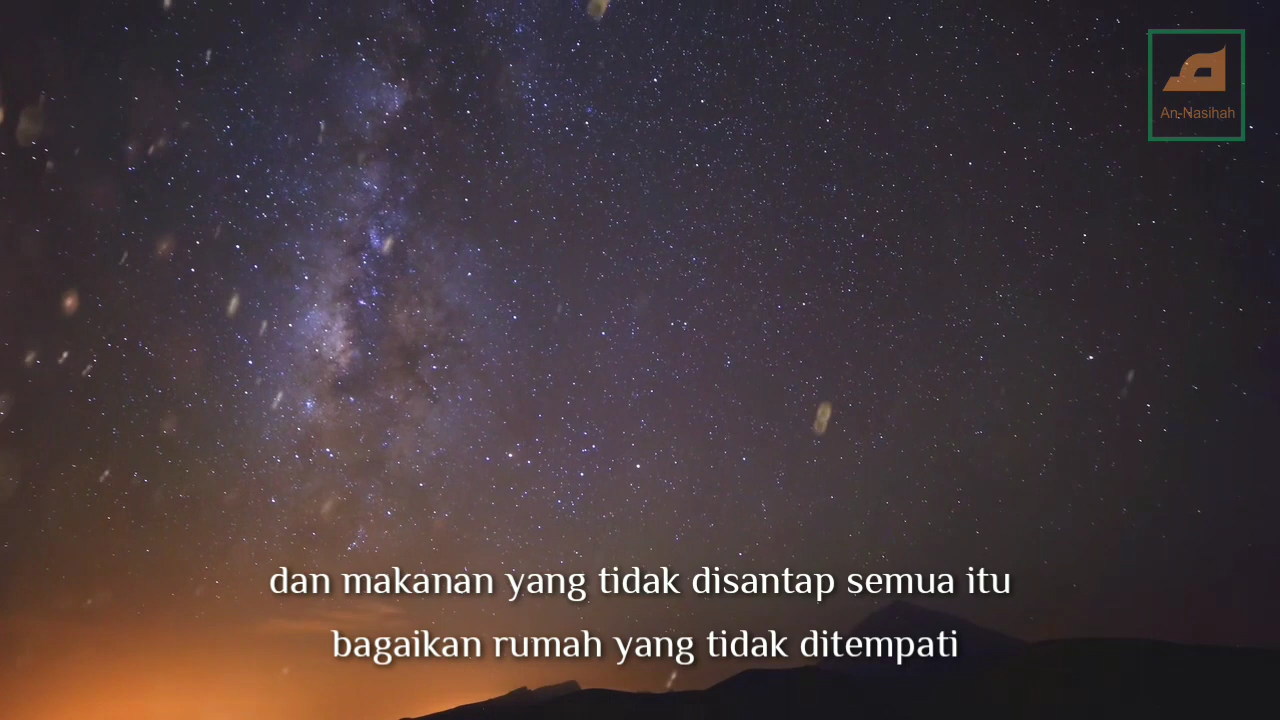 An-Nasihah
dan makanan yang tidak disantap semua itu
bagaikan rumah yang tidak ditempati